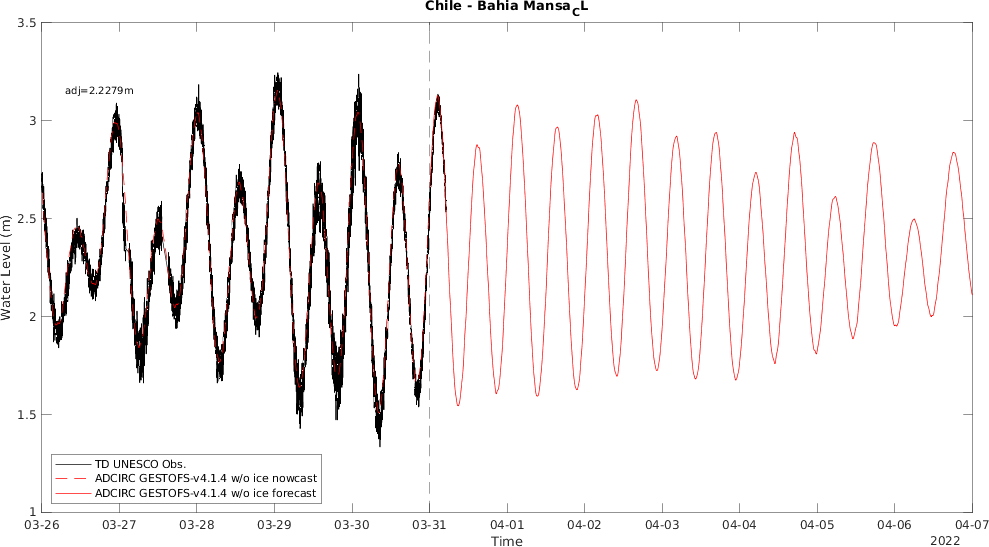 Chile - Bahia Mansa_CL
adj=2.2279m
3.5
3
2.5
2
1.5
1
Water Level (m)
TD UNESCO Obs.
ADCIRC GESTOFS-v4.1.4 w/o ice nowcast
ADCIRC GESTOFS-v4.1.4 w/o ice forecast
03-26 03-27 03-28 03-29 03-30 03-31 04-01 04-02 04-03 04-04 04-05 04-06 04-07
Time
2022